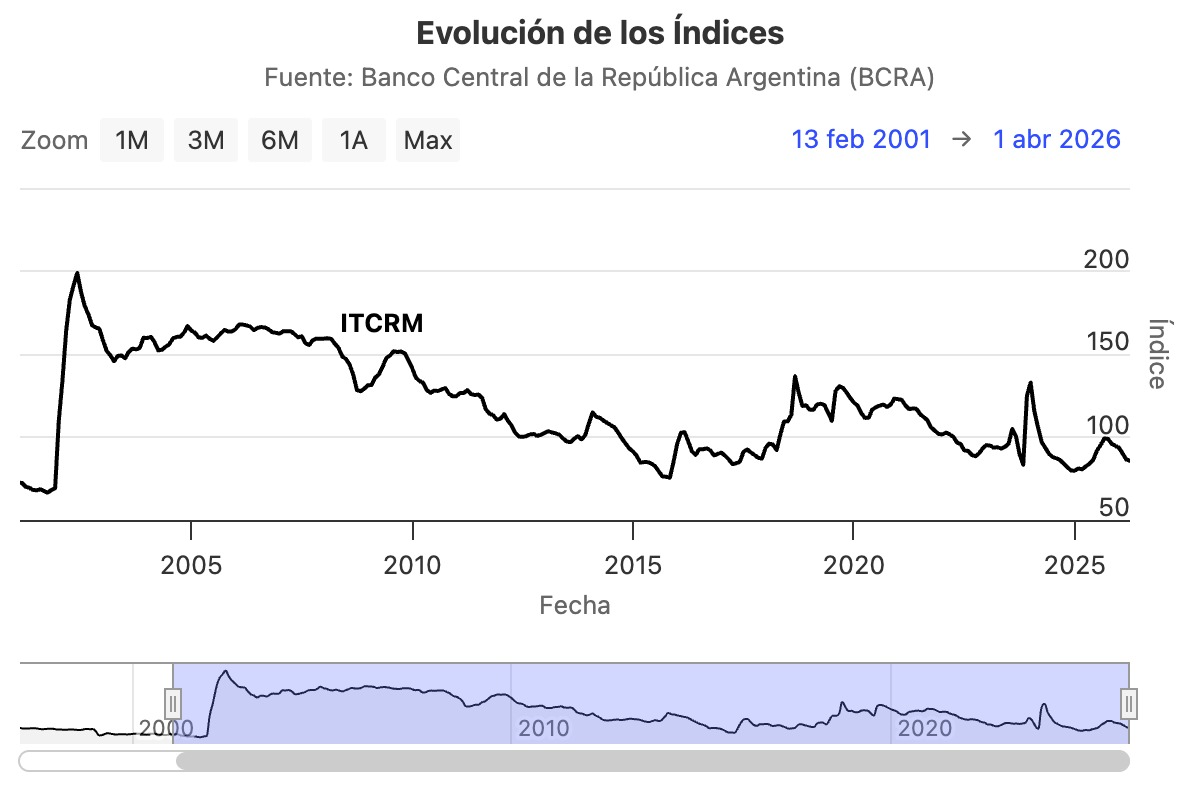 Evolución de los Índices
Fuente: Banco Central de la República Argentina (BCRA)
Zoom 1M 3M 6M 1A Max 13 feb 2001 → 1 abr 2026
200
ITCRM
150
Índice
100
50
2005 2010 2015 2020 2025
Fecha
2000 2010 2020